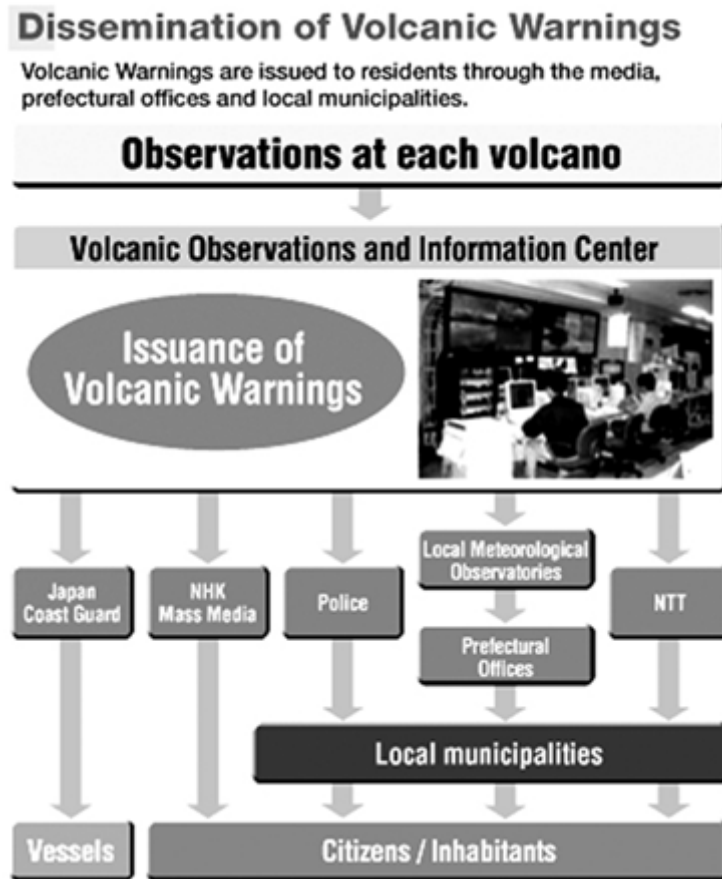 Dissemination of Volcanic Warnings
Volcanic Warnings are issued to residents through the media,
prefectural offices and local municipalities.
Observations at each volcano
Volcanic Observations and Information Center
Issuance of
Volcanic Warnings
Japan
Coast Guard
NHK
Mass Media
Police
Local Meteorological
Observatories
Prefectural
Offices
NTT
Local municipalities
Vessels
Citizens / Inhabitants